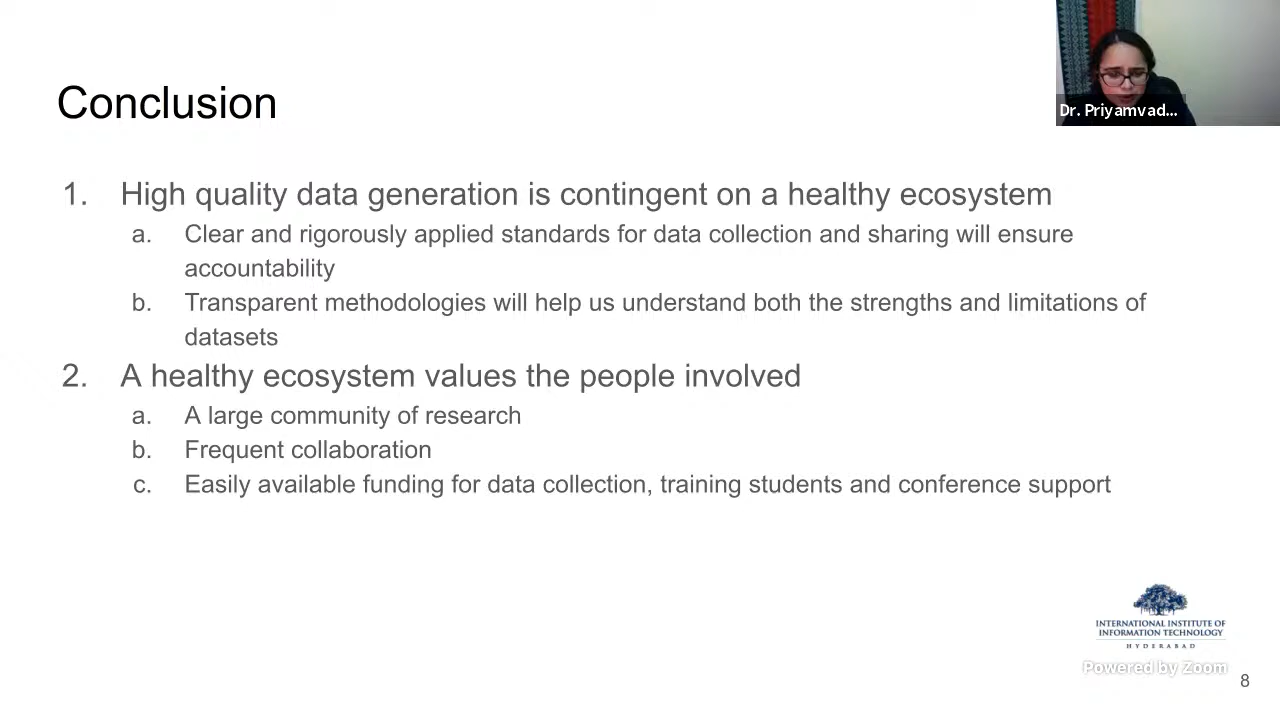 Dr. Priyamvad...
Conclusion
1. High quality data generation is contingent on a healthy ecosystem
a. Clear and rigorously applied standards for data collection and sharing will ensure
accountability
b. Transparent methodologies will help us understand both the strengths and limitations of
datasets
2. A healthy ecosystem values the people involved
a. A large community of research
b. Frequent collaboration
c. Easily available funding for data collection, training students and conference support
INTERNATIONAL INSTITUTE OF
INFORMATION TECHNOLOGY
HYDERABAD
Powered by Zoom
8